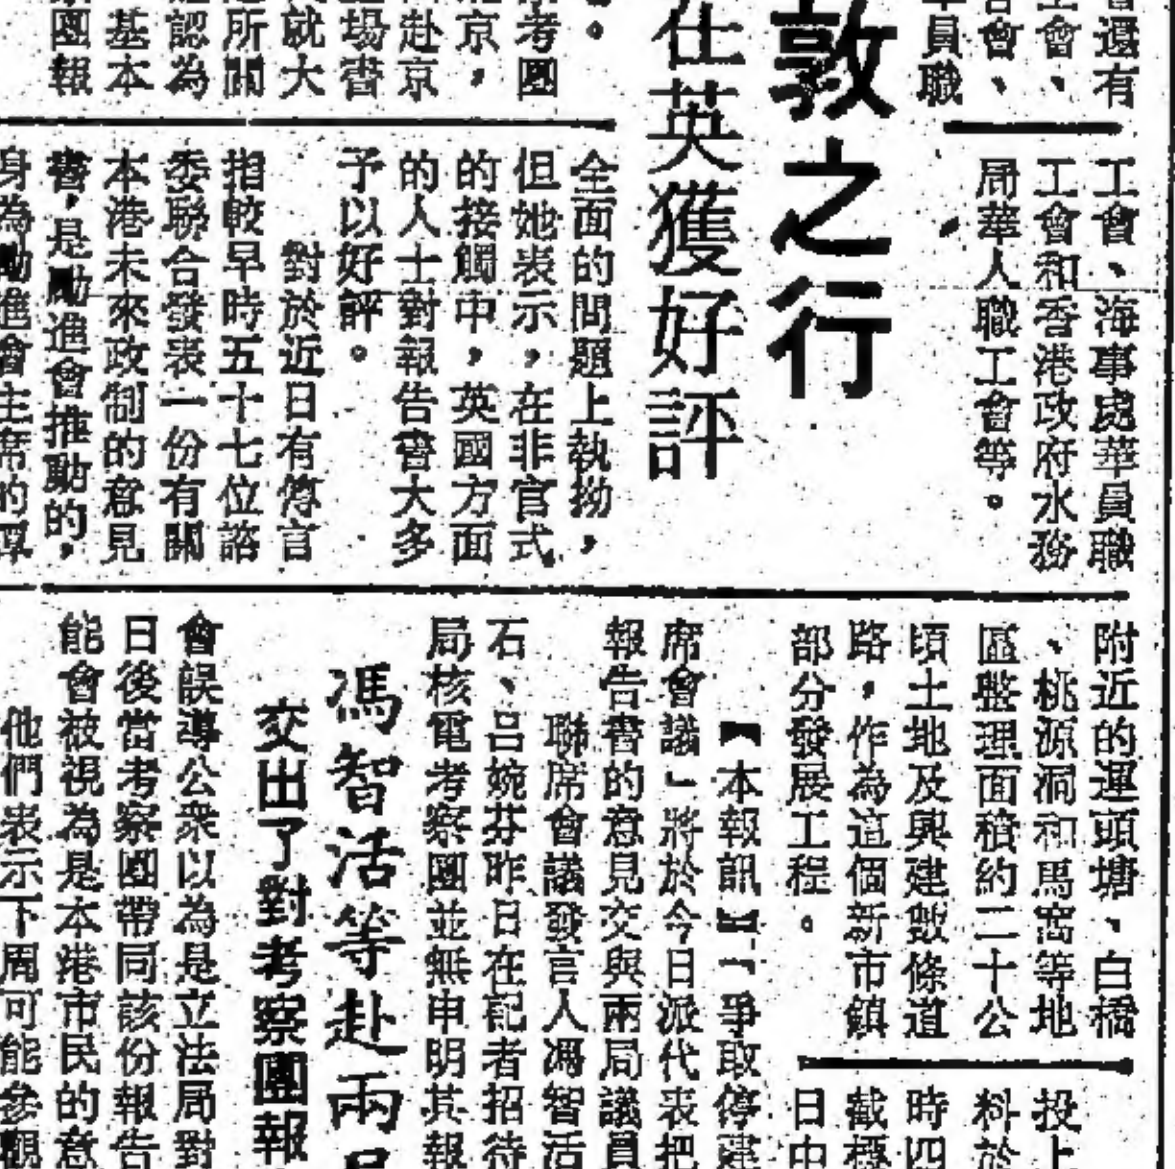 還有
工會、
會、
員職
敦之行
在英獲好評
考團
京，
赴京
場書
就大
所聞
認為
基本
團報
工會、海事處華員職
工會和香港政府水務
局華人職工會等。
全面的問題上執拗，
但她表示，在非官式
的接觸中，英國方面
的人士對報告書大多
予以好評。
對於近日有傳言
指較早時五十七位諮
委聯合發表一份有關
本港未來政制的意見
書，是勵進會推動的，
身為勵進會主席的譚
附近的運頭塘、白橋
、桃源洞和馬窩等地
區整理面積約二十公
頃土地及興建數條道
路，作為這個新市鎮
部分發展工程。
投上
料於
時四
截極
日中
【本報訊】「爭取停建
席會議」將於今日派代表把
報告書的意見交與兩局議員
聯席會議發言人馮智活
石、呂婉芬昨日在記者招待
局核電考察團並無申明其報
馮智活等赴兩局
交出了對考察團報
會誤導公眾以為是立法局對
日後當考察團帶同該份報告
能會被視為是本港市民的意
他們表示下周可能參觀